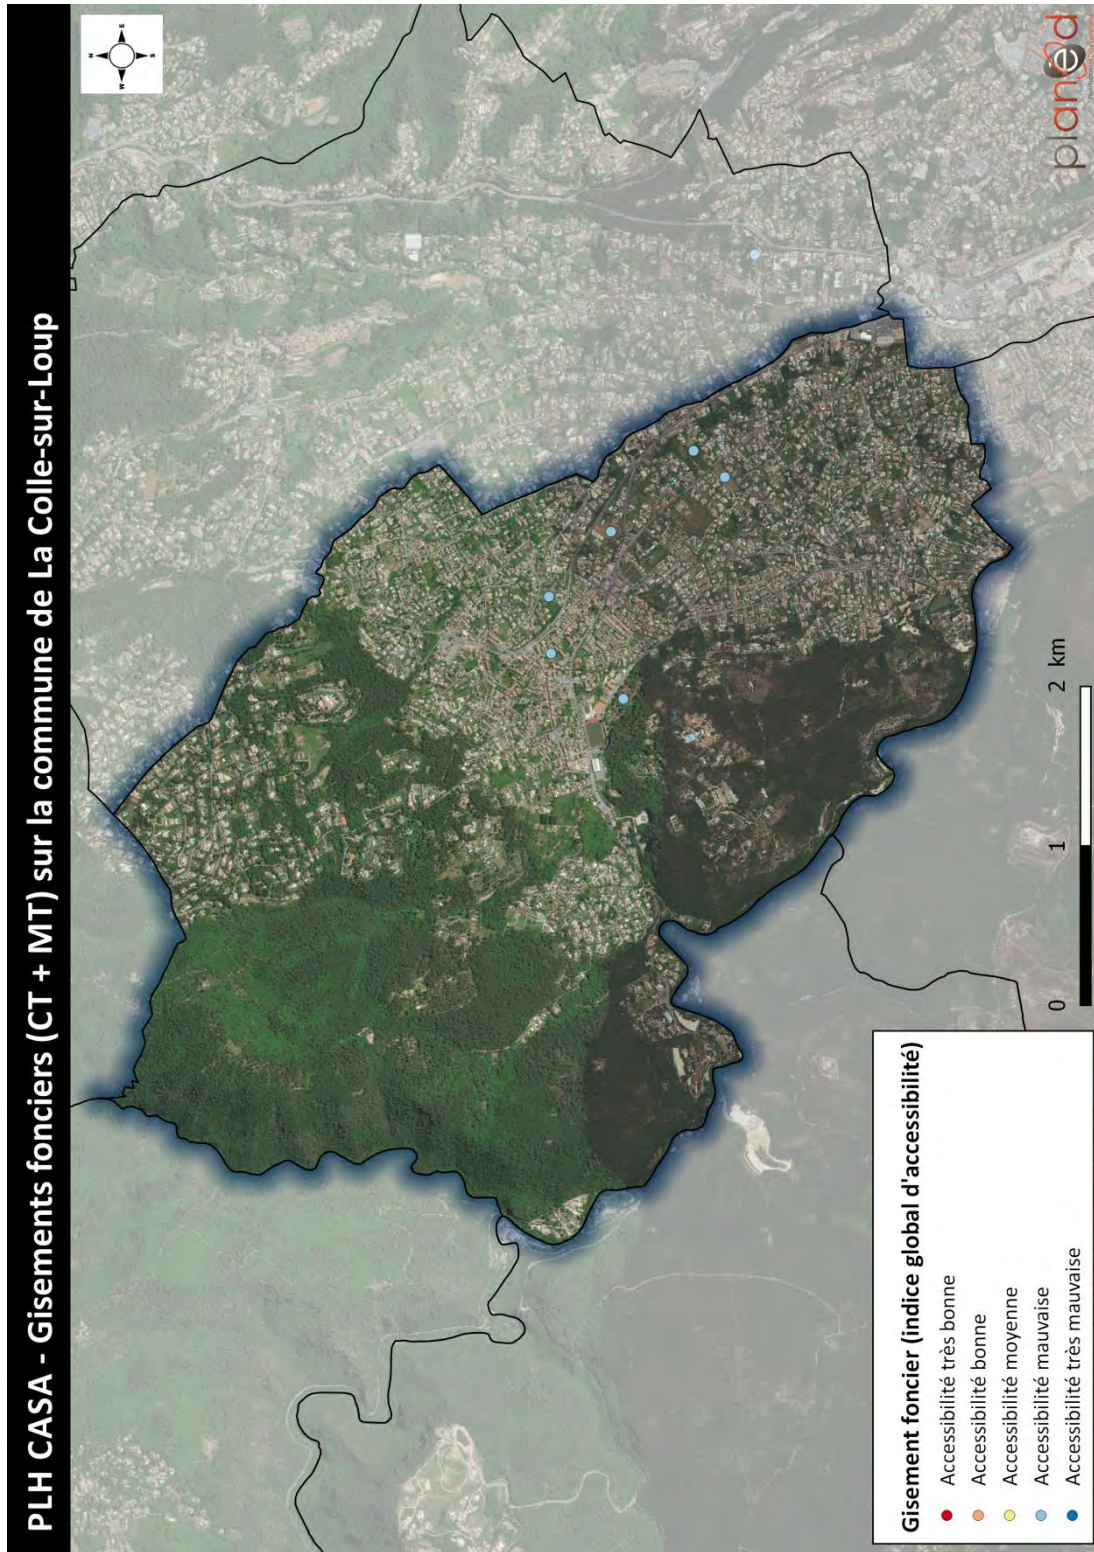 PLH CASA - Gisements fonciers (CT + MT) sur la commune de La Colle-sur-Loup
N
W E
S
Gisement foncier (indice global d'accessibilité)
Accessibilité très bonne
Accessibilité bonne
Accessibilité moyenne
Accessibilité mauvaise
Accessibilité très mauvaise
0 1 2 km
planed